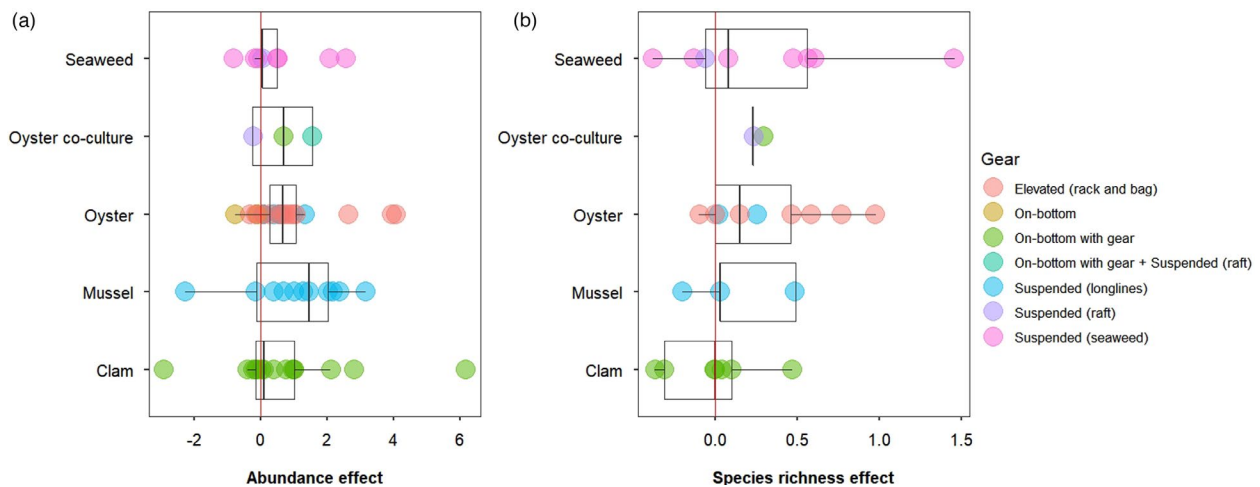 (a)
Seaweed
Oyster co-culture
Oyster
Mussel
Clam
-2
0
2
4
6
Abundance effect
(b)
Seaweed
Oyster co-culture
Oyster
Mussel
Clam
0.0
0.5
1.0
1.5
Species richness effect
Gear
Elevated (rack and bag)
On-bottom
On-bottom with gear
On-bottom with gear + Suspended (raft)
Suspended (longlines)
Suspended (raft)
Suspended (seaweed)